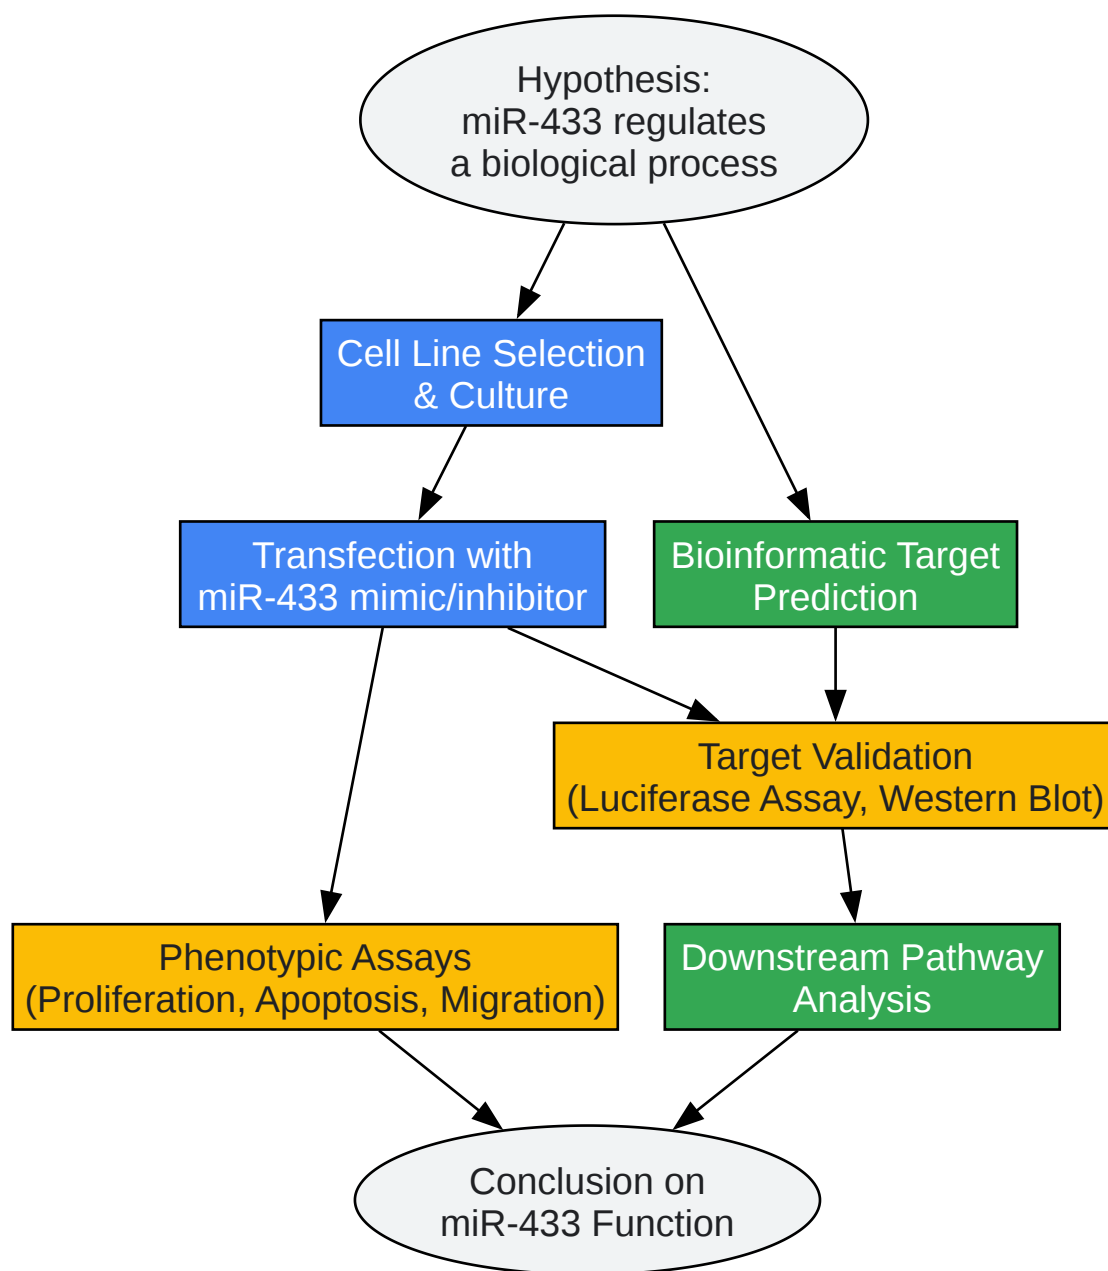 Hypothesis:
miR-433 regulates
a biological process
Cell Line Selection
& Culture
Transfection with
miR-433 mimic/inhibitor
Bioinformatic Target
Prediction
Target Validation
(Luciferase Assay, Western Blot)
Phenotypic Assays
(Proliferation, Apoptosis, Migration)
Downstream Pathway
Analysis
Conclusion on
miR-433 Function